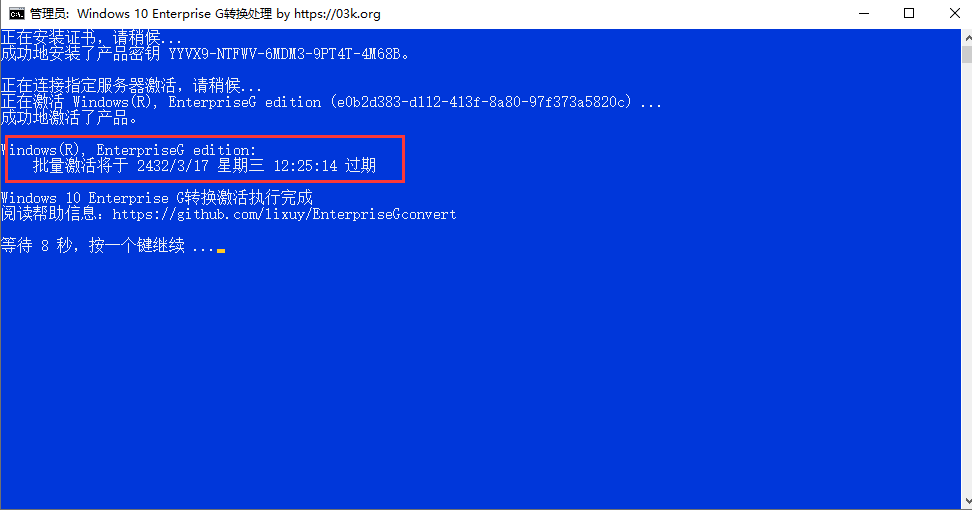 管理员: Windows 10 Enterprise G转换处理 by https://03k.org
正在安装证书，请稍候...
成功地安装了产品密钥 YYVX9-NTFWV-6MDM3-9PT4T-4M68B。
正在连接指定服务器激活，请稍候...
正在激活 Windows(R), EnterpriseG edition (e0b2d383-d112-413f-8a80-97f373a5820c) ...
成功地激活了产品。
Windows(R), EnterpriseG edition:
批量激活将于 2432/3/17 星期三 12:25:14 过期
Windows 10 Enterprise G转换激活执行完成
阅读帮助信息：https://github.com/lixuy/EnterpriseGconvert
等待 8 秒，按一个键继续 ...